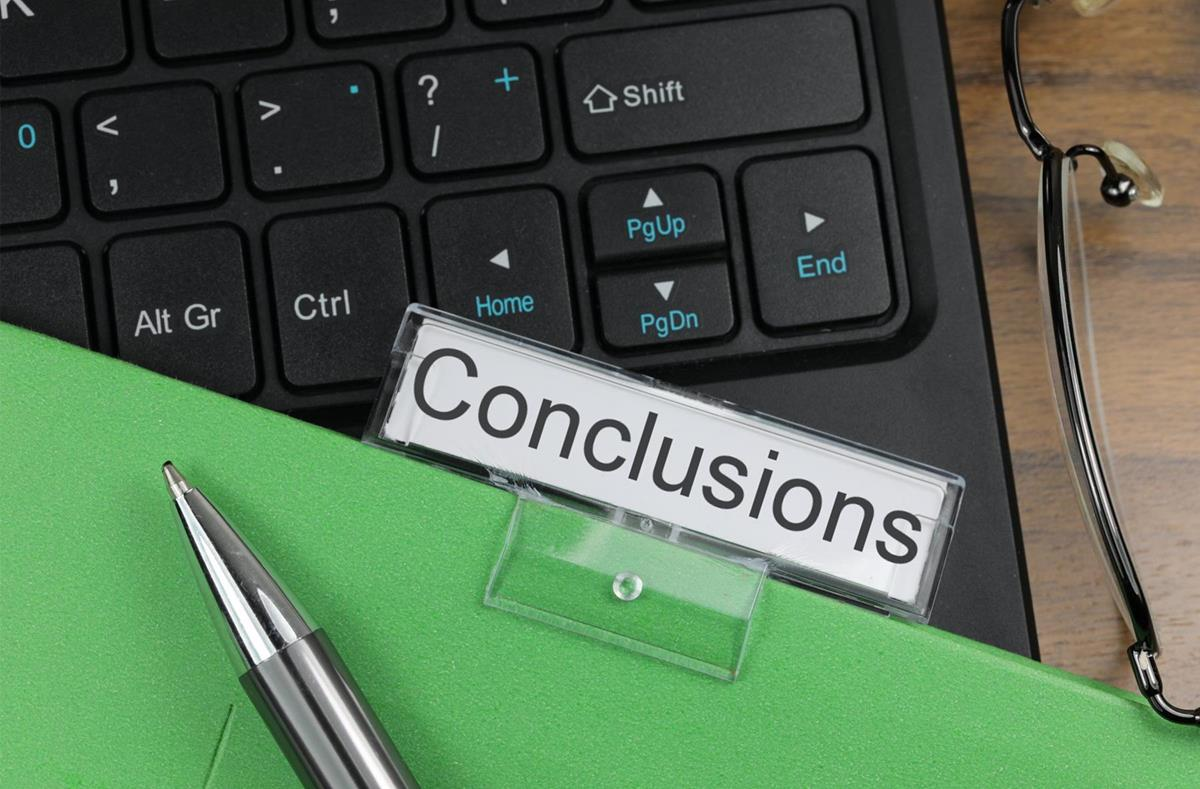 K ;
0 < , > . ? + / Shift
Alt Gr Ctrl Home PgUp PgDn End
Conclusions